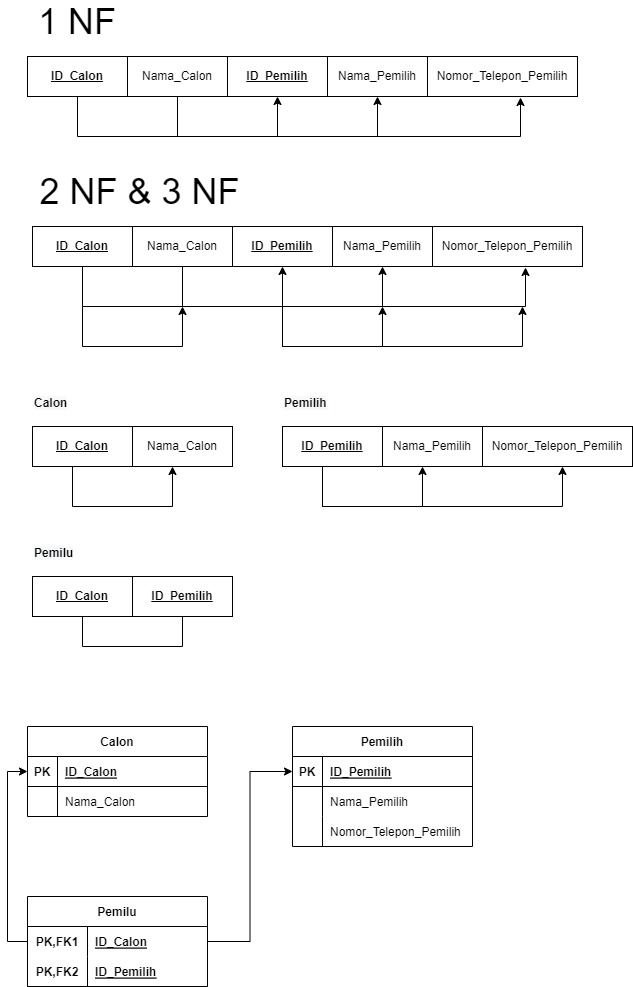 1 NF
ID_Calon Nama_Calon ID_Pemilih Nama_Pemilih Nomor_Telepon_Pemilih
2 NF & 3 NF
ID_Calon Nama_Calon ID_Pemilih Nama_Pemilih Nomor_Telepon_Pemilih
Calon
ID_Calon Nama_Calon
Pemilih
ID_Pemilih Nama_Pemilih Nomor_Telepon_Pemilih
Pemilu
ID_Calon ID_Pemilih
Calon
PK ID_Calon
Nama_Calon
Pemilih
PK ID_Pemilih
Nama_Pemilih
Nomor_Telepon_Pemilih
Pemilu
PK,FK1 ID_Calon
PK,FK2 ID_Pemilih